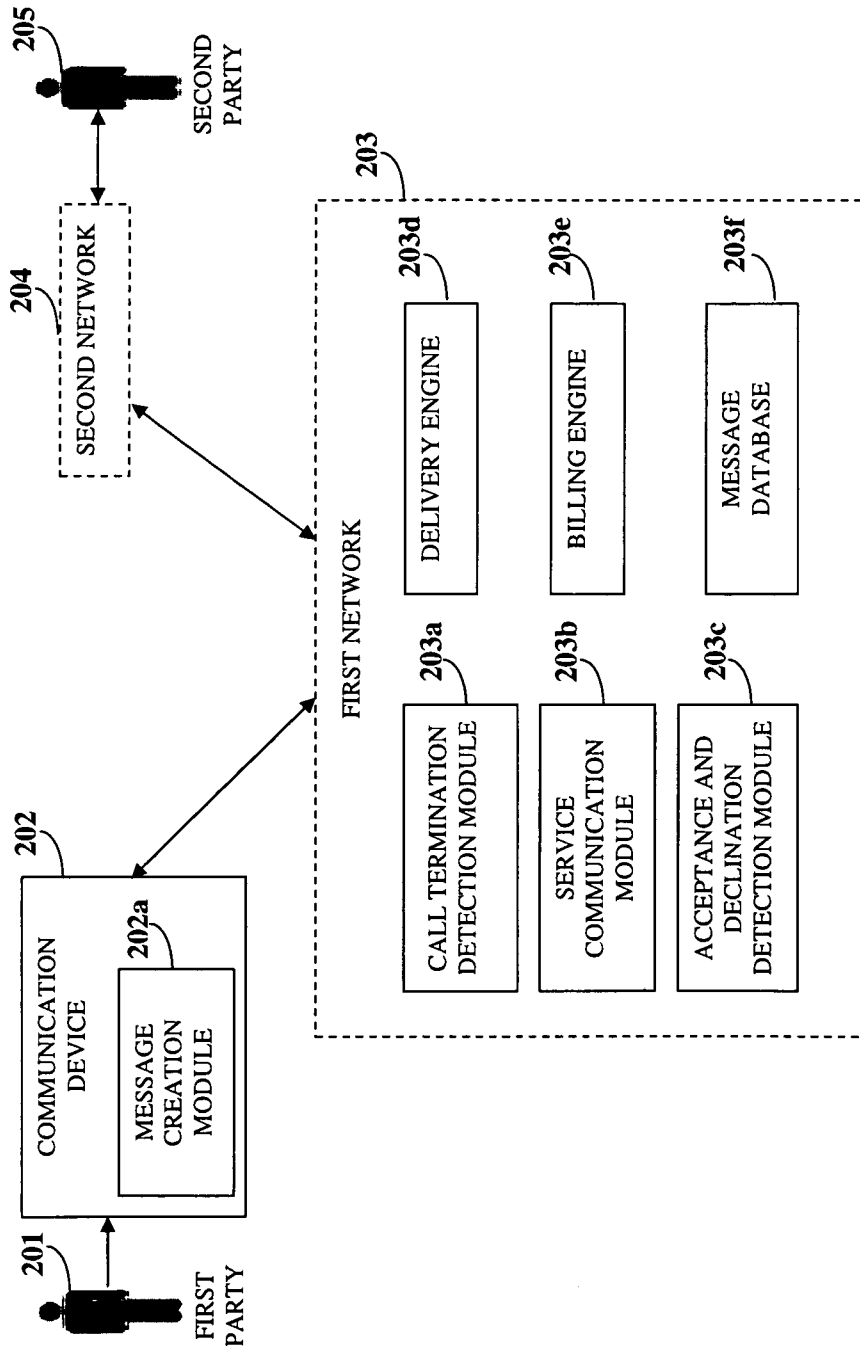 201
FIRST
PARTY
202
COMMUNICATION
DEVICE
202a
MESSAGE
CREATION
MODULE
204
SECOND NETWORK
205
SECOND
PARTY
203
FIRST NETWORK
203a
CALL TERMINATION
DETECTION MODULE
203b
SERVICE
COMMUNICATION
MODULE
203c
ACCEPTANCE AND
DECLINATION
DETECTION MODULE
203d
DELIVERY ENGINE
203e
BILLING ENGINE
203f
MESSAGE
DATABASE